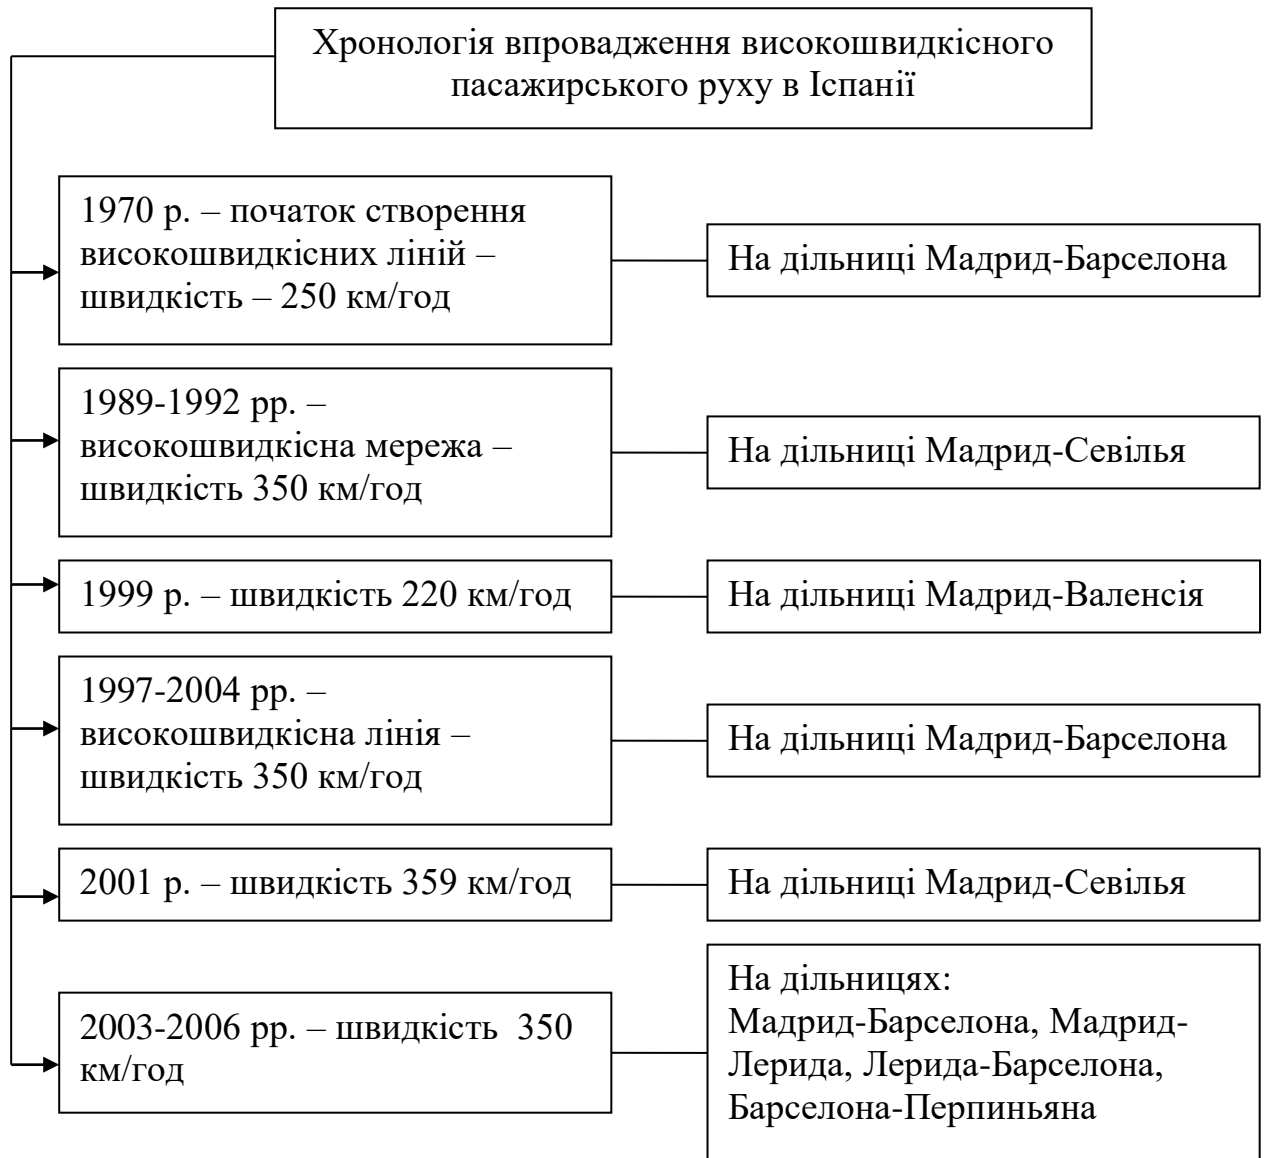 Хронологія впровадження високошвидкісного
пасажирського руху в Іспанії
1970 р. – початок створення
високошвидкісних ліній –
швидкість – 250 км/год
На дільниці Мадрид-Барселона
1989-1992 рр. –
високошвидкісна мережа –
швидкість 350 км/год
На дільниці Мадрид-Севілья
1999 р. – швидкість 220 км/год
На дільниці Мадрид-Валенсія
1997-2004 рр. –
високошвидкісна лінія –
швидкість 350 км/год
На дільниці Мадрид-Барселона
2001 р. – швидкість 359 км/год
На дільниці Мадрид-Севілья
2003-2006 рр. – швидкість  350
км/год
На дільницях:
Мадрид-Барселона, Мадрид-
Лерида, Лерида-Барселона,
Барселона-Перпиньяна